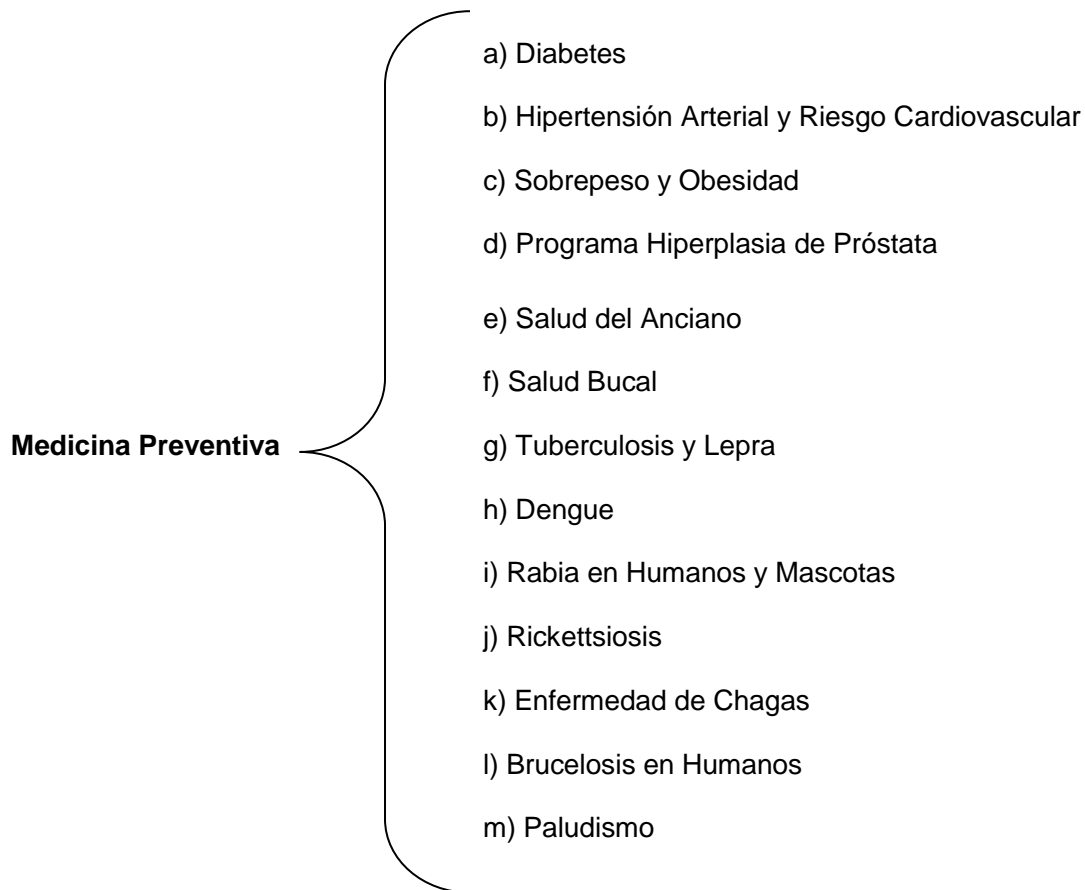 a) Diabetes
b) Hipertensión Arterial y Riesgo Cardiovascular
c) Sobrepeso y Obesidad
d) Programa Hiperplasia de Próstata
e) Salud del Anciano
f) Salud Bucal
Medicina Preventiva
g) Tuberculosis y Lepra
h) Dengue
i) Rabia en Humanos y Mascotas
j) Rickettsiosis
k) Enfermedad de Chagas
l) Brucelosis en Humanos
m) Paludismo